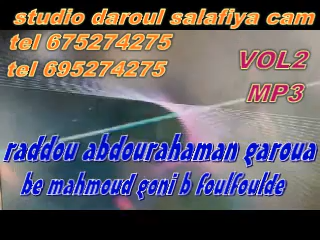 studio daroul salafiya cam
tel 675274275
tel 695274275
VOL2
MP3
raddou abdourahaman garoua
be mahmoud goni b foulfoulde